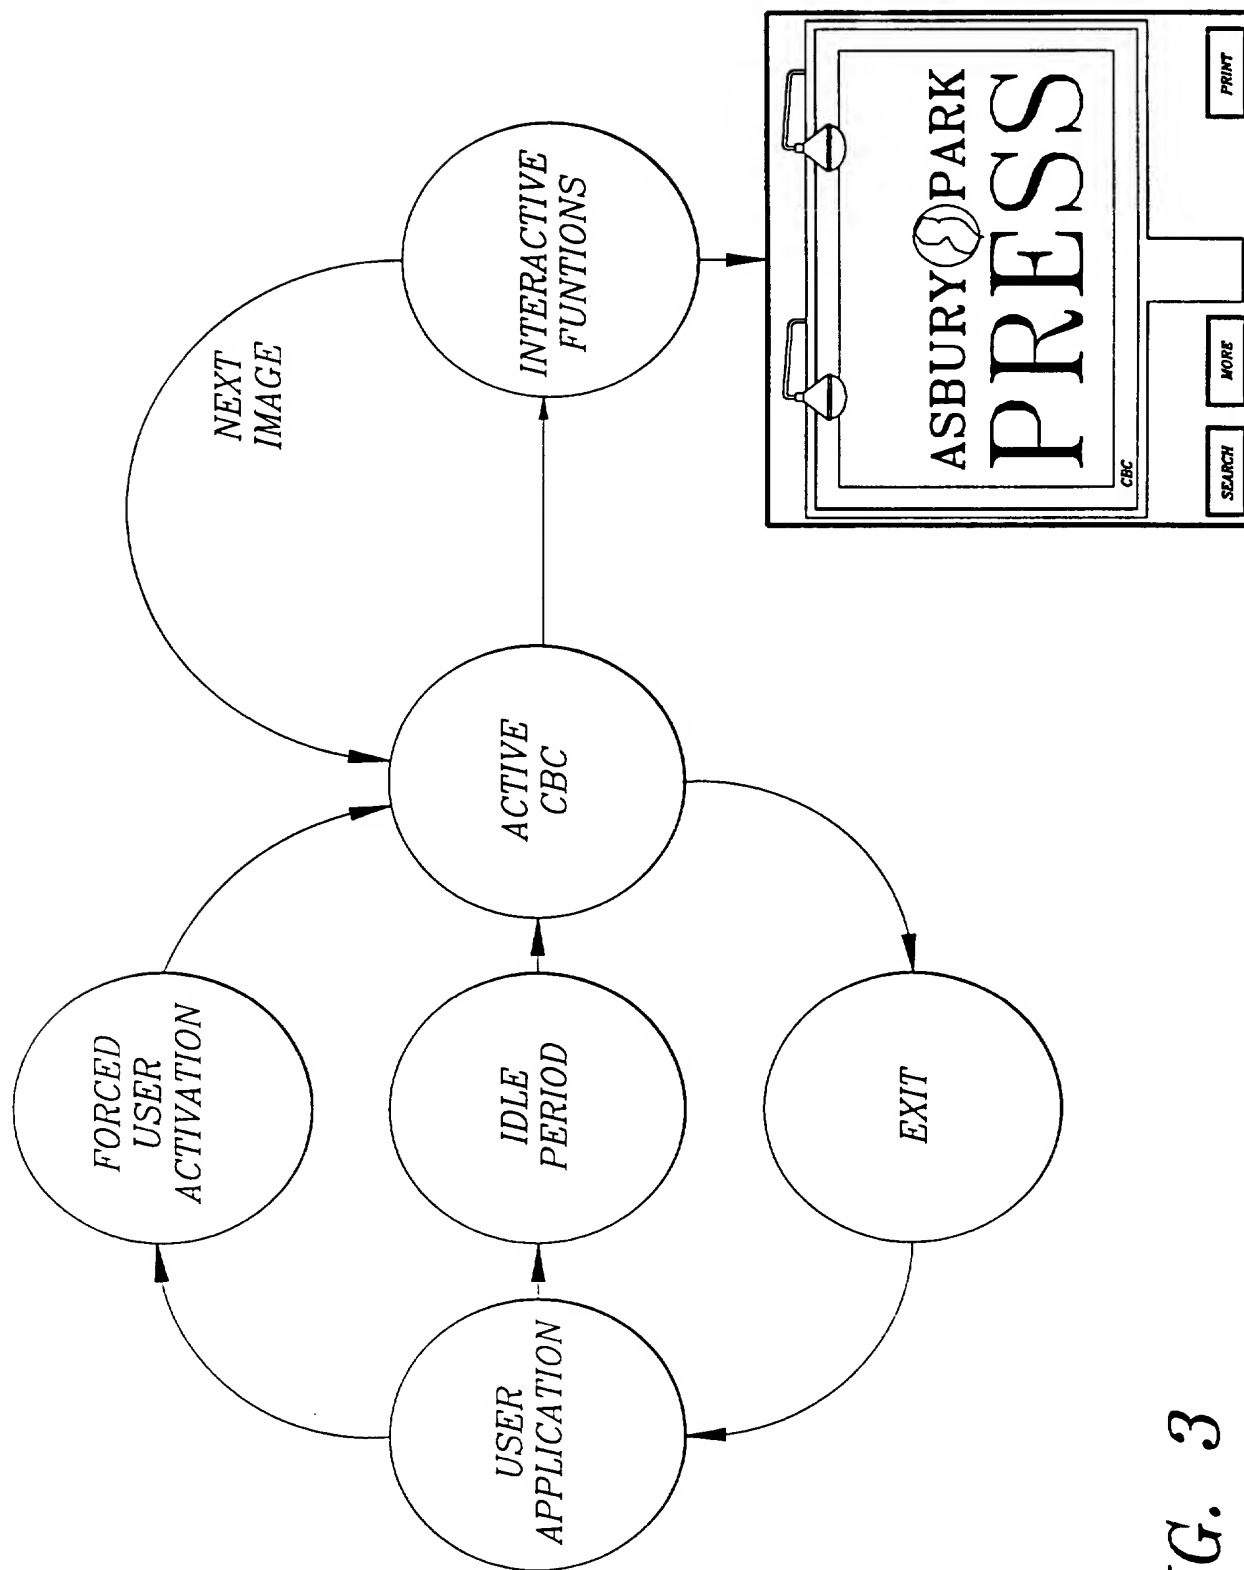 FORCED
USER
ACTIVATION
NEXT
IMAGE
USER
APPLICATION
IDLE
PERIOD
ACTIVE
CBC
INTERACTIVE
FUNTIONS
EXIT
ASBURY PARK
PRESS
CBC
SEARCH
MORE
PRINT
G. 3